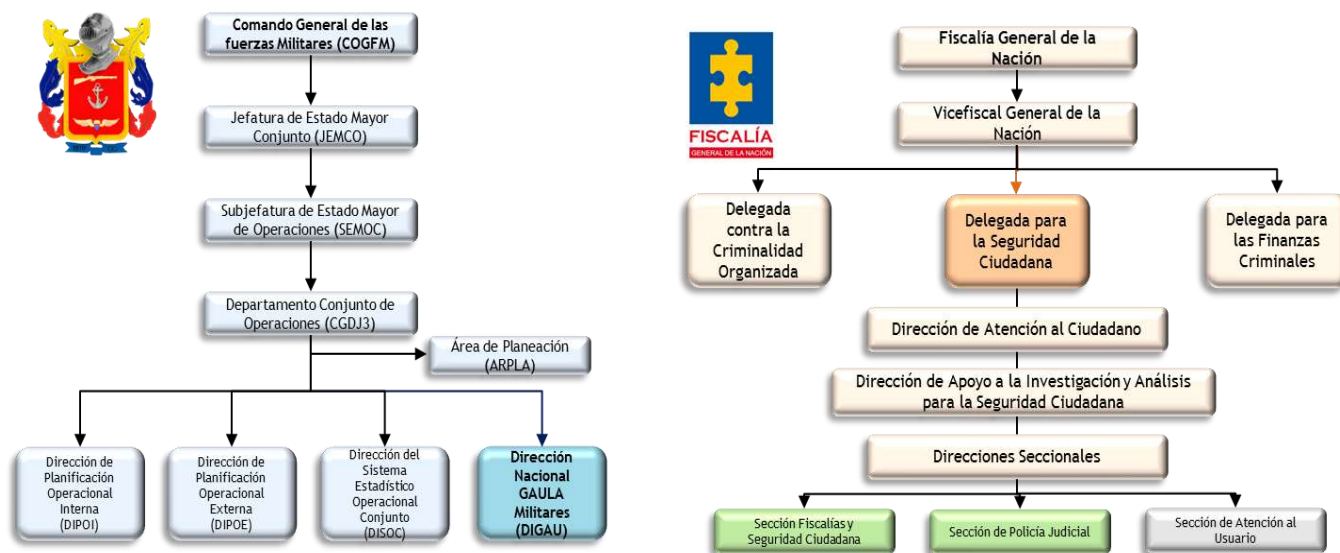 Comando General de las
fuerzas Militares (COGFM)
Jefatura de Estado Mayor
Conjunto (JEMCO)
Subjefatura de Estado Mayor
de Operaciones (SEMOC)
Departamento Conjunto de
Operaciones (CGDJ3)
Área de Planeación
(ARPLA)
Dirección de
Planificación
Operacional
Interna
(DIPOI)
Dirección de
Planificación
Operacional
Externa
(DIPOE)
Dirección del
Sistema
Estadístico
Operacional
Conjunto
(DISOC)
Dirección
Nacional
GAULA
Militares
(DIGAU)
FISCALÍA
GENERAL DE LA NACIÓN
Fiscalía General de la
Nación
Vicefiscal General de la
Nación
Delegada
contra la
Criminalidad
Organizada
Delegada para
la Seguridad
Ciudadana
Delegada para
las Finanzas
Criminales
Dirección de Atención al Ciudadano
Dirección de Apoyo a la Investigación y Análisis
para la Seguridad Ciudadana
Direcciones Seccionales
Sección Fiscalías y
Seguridad Ciudadana
Sección de Policía Judicial
Sección de Atención al
Usuario